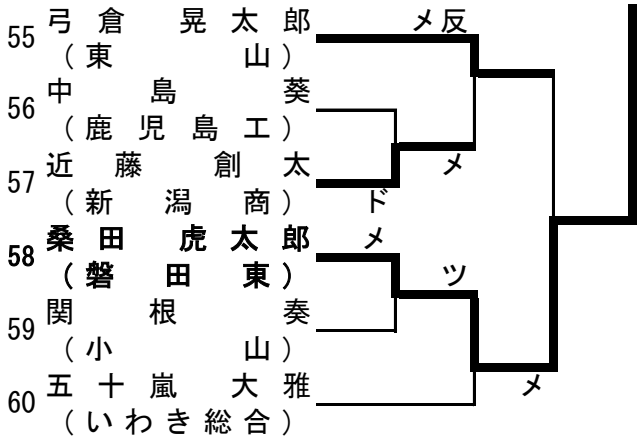 55 弓倉晃太郎 メ反
(東山)
56 中島葵
(鹿児島工)
57 近藤創太 メ
(新潟商) ド
58 桑田虎太郎 メ
(磐田東) ツ
59 関根奏
(小山)
60 五十嵐大雅 メ
(いわき総合)